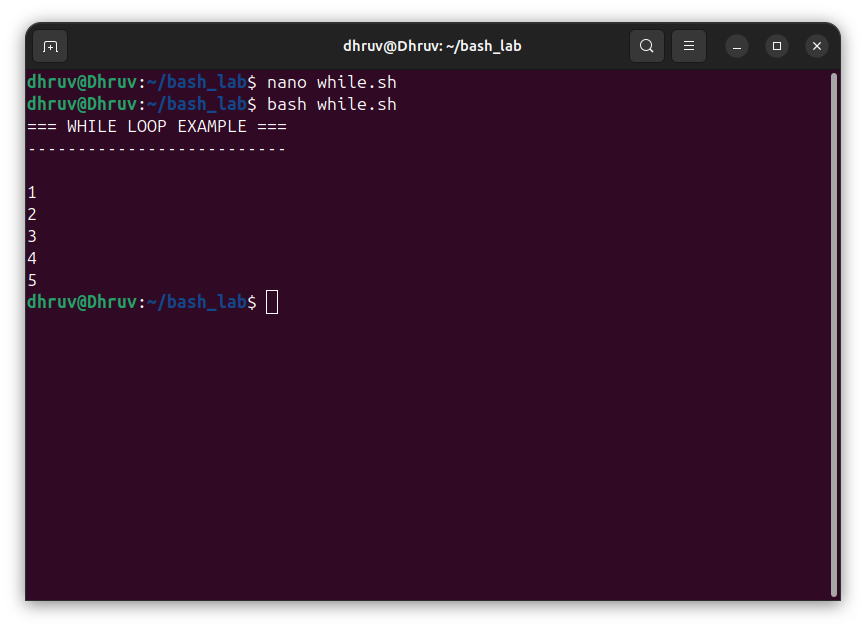 dhruv@Dhruv: ~/bash_lab
dhruv@Dhruv:~/bash_lab$ nano while.sh
dhruv@Dhruv:~/bash_lab$ bash while.sh
=== WHILE LOOP EXAMPLE ===
--------------------------
1
2
3
4
5
dhruv@Dhruv:~/bash_lab$